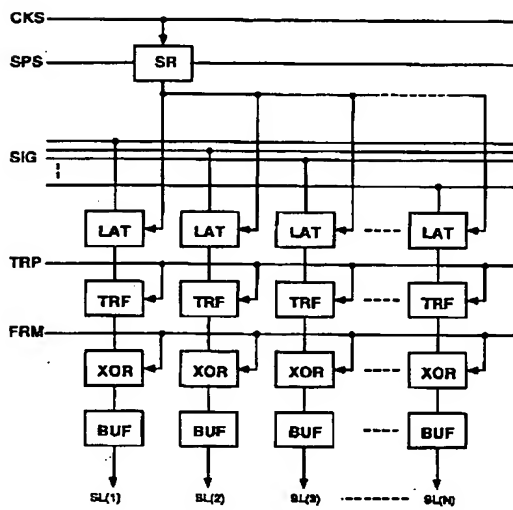 CKS
SPS SR
SIG
LAT LAT LAT LAT
TRP
TRF TRF TRF TRF
FRM
XOR XOR XOR XOR
BUF BUF BUF BUF
SL(1) SL(2) SL(3) SL(N)